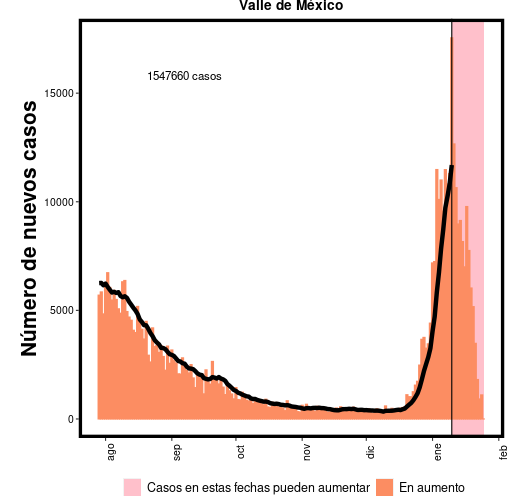 Valle de México
1547660 casos
Número de nuevos casos
15000
10000
5000
0
ago
sep
oct
nov
dic
ene
feb
Casos en estas fechas pueden aumentar
En aumento